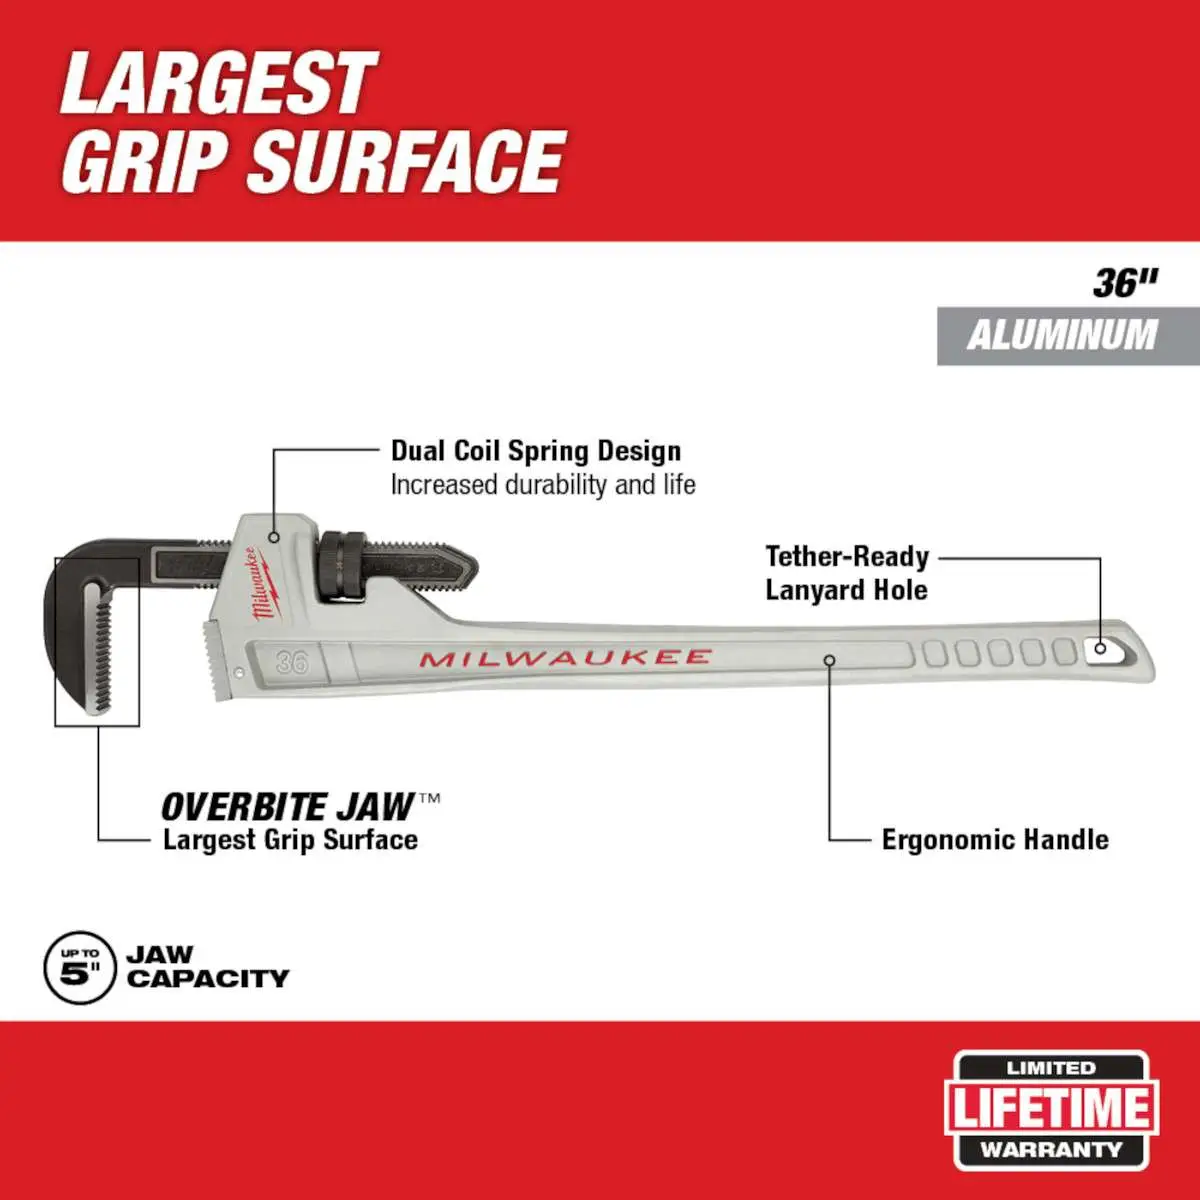 LARGEST
GRIP SURFACE
36"
ALUMINUM
Dual Coil Spring Design
Increased durability and life
Tether-Ready
Lanyard Hole
Milwaukee
36
MILWAUKEE
OVERBITE JAW™
Largest Grip Surface
Ergonomic Handle
UP TO
5"
JAW
CAPACITY
LIMITED
LIFETIME
WARRANTY